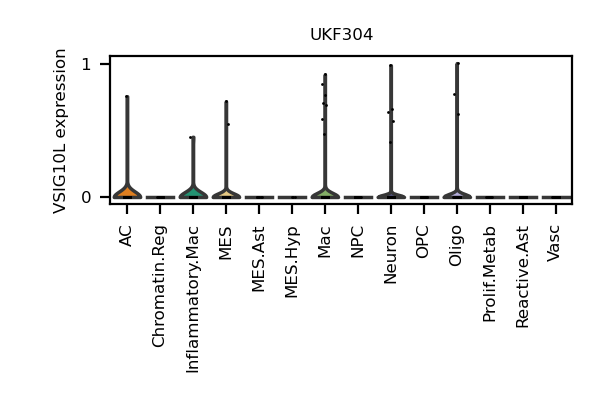 UKF304
VSIG10L expression
1
0
AC
Chromatin.Reg
Inflammatory.Mac
MES
MES.Ast
MES.Hyp
Mac
NPC
Neuron
OPC
Oligo
Prolif.Metab
Reactive.Ast
Vasc